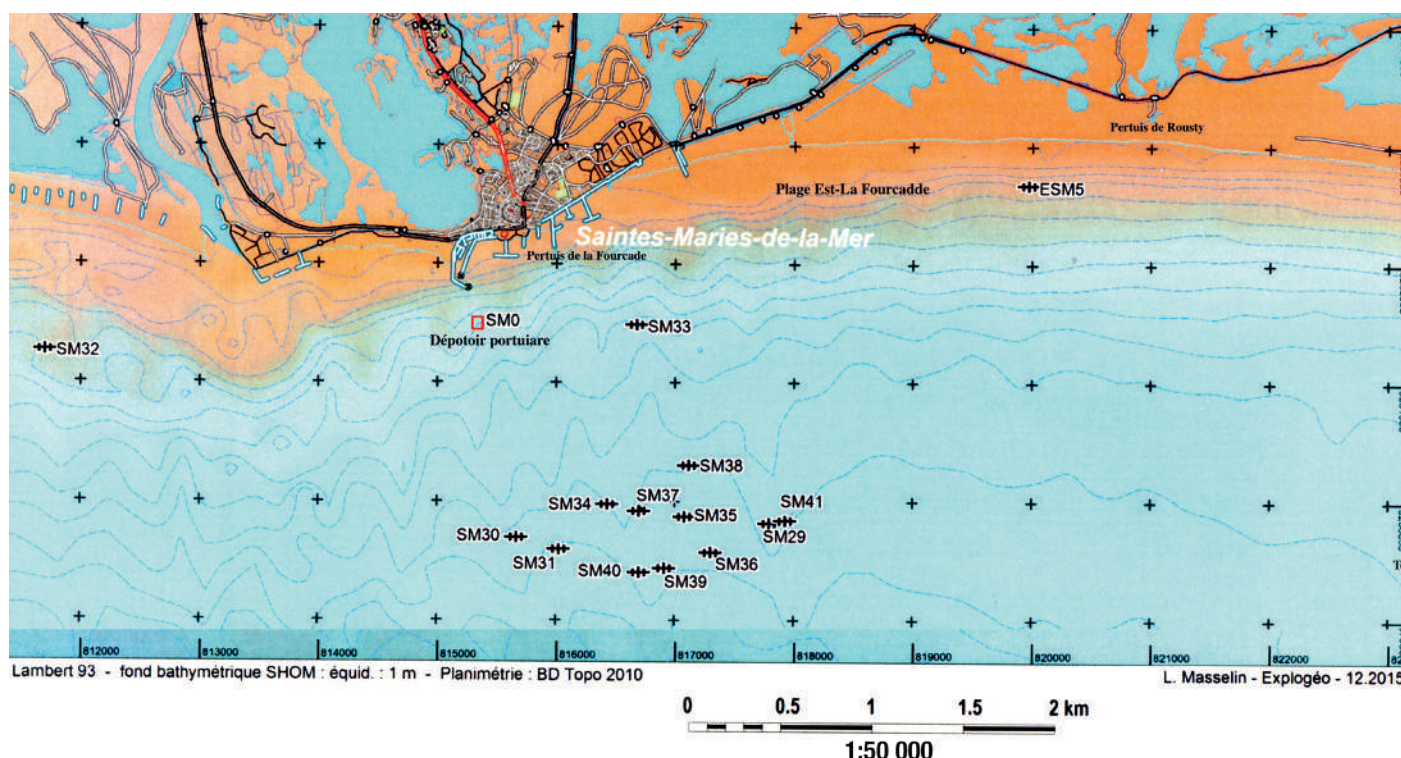 Pertuis de Rousty
Plage Est-La Fourcadde
ESM5
Saintes-Maries-de-la-Mer
Pertuis de la Fourcade
SM0
SM33
Dépotoir portuiare
SM32
SM38
SM34
SM37
SM35
SM41
SM30
SM29
SM31
SM36
SM40
SM39
812000 813000 814000 815000 816000 817000 818000 819000 820000 821000 822000
Lambert 93 - fond bathymétrique SHOM : équid. : 1 m - Planimétrie : BD Topo 2010
L. Masselin - Explogéo - 12.2015
0 0.5 1 1.5 2 km
1:50 000